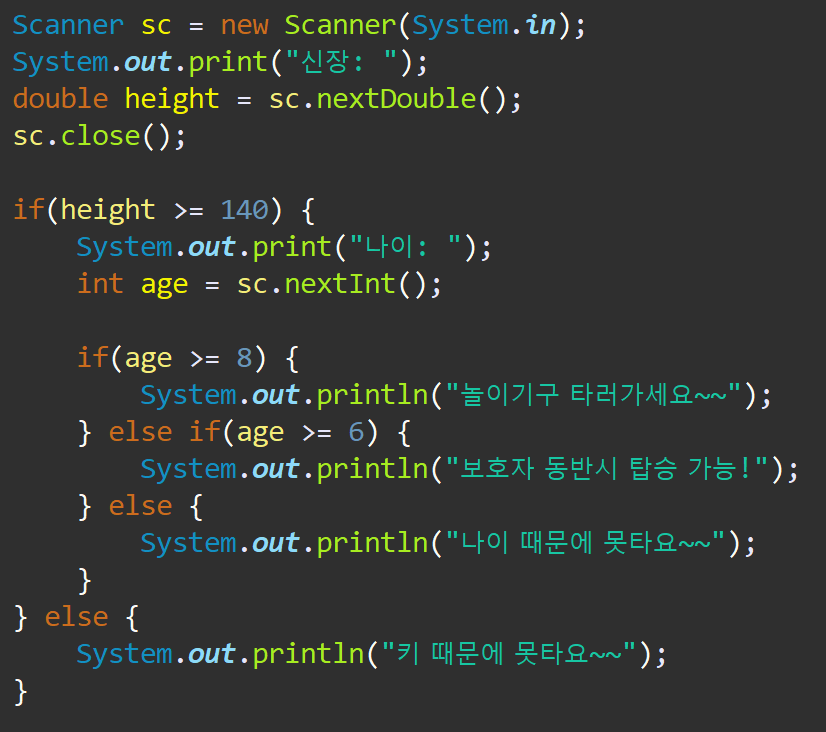 Scanner sc = new Scanner(System.in);
System.out.print("신장: ");
double height = sc.nextDouble();
sc.close();

if(height >= 140) {
    System.out.print("나이: ");
    int age = sc.nextInt();

    if(age >= 8) {
        System.out.println("놀이기구 타러가세요~~");
    } else if(age >= 6) {
        System.out.println("보호자 동반시 탑승 가능!");
    } else {
        System.out.println("나이 때문에 못타요~~");
    }
} else {
    System.out.println("키 때문에 못타요~~");
}